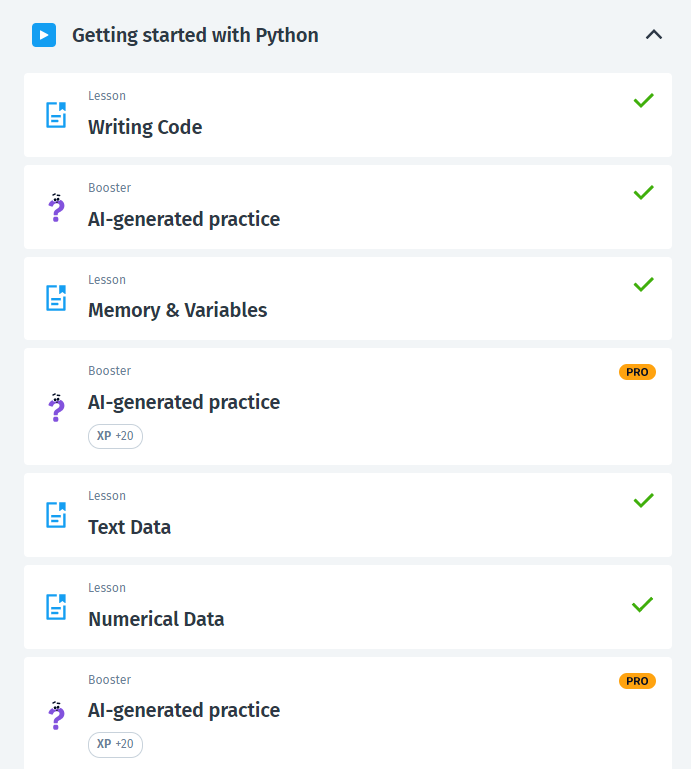 Getting started with Python
Lesson
Writing Code
Booster
AI-generated practice
Lesson
Memory & Variables
Booster
PRO
AI-generated practice
XP +20
Lesson
Text Data
Lesson
Numerical Data
Booster
PRO
AI-generated practice
XP +20